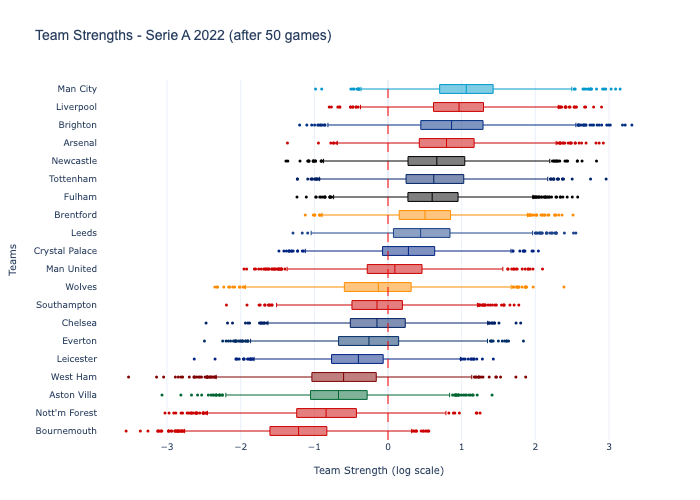 Team Strengths - Serie A 2022 (after 50 games)
Man City
Liverpool
Brighton
Arsenal
Newcastle
Tottenham
Fulham
Brentford
Leeds
Crystal Palace
Man United
Wolves
Southampton
Chelsea
Everton
Leicester
West Ham
Aston Villa
Nott'm Forest
Bournemouth
Teams
−3 −2 −1 0 1 2 3
Team Strength (log scale)